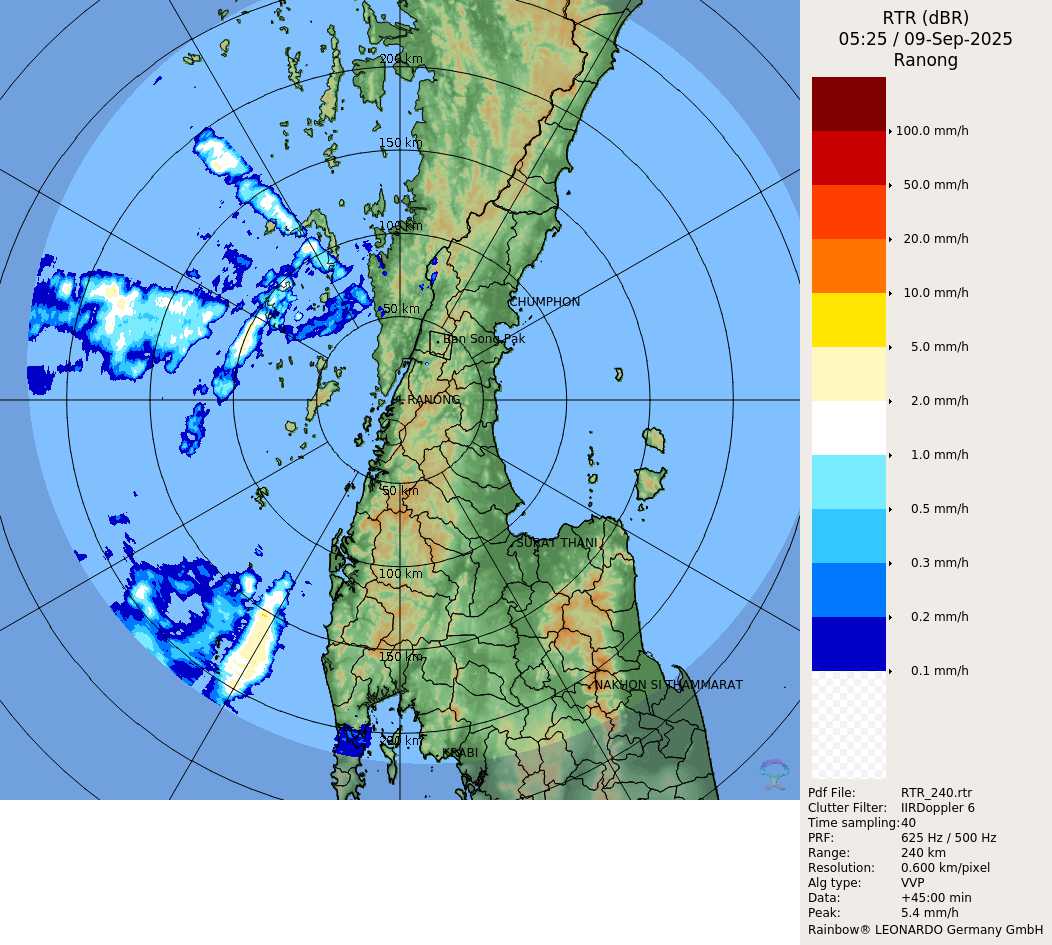 RTR (dBR)
05:25 / 09-Sep-2025
Ranong
100.0 mm/h
50.0 mm/h
20.0 mm/h
10.0 mm/h
5.0 mm/h
2.0 mm/h
1.0 mm/h
0.5 mm/h
0.3 mm/h
0.2 mm/h
0.1 mm/h
Pdf File: RTR_240.rtr
Clutter Filter: IIRDoppler 6
Time sampling:40
PRF: 625 Hz / 500 Hz
Range: 240 km
Resolution: 0.600 km/pixel
Alg type: VVP
Data: +45:00 min
Peak: 5.4 mm/h
Rainbow® LEONARDO Germany GmbH
200 km
150 km
100 km
50 km
CHUMPHON
Ban Song Pak
RANONG
50 km
SURAT THANI
100 km
150 km
NAKHON SI THAMMARAT
200 km
KRABI